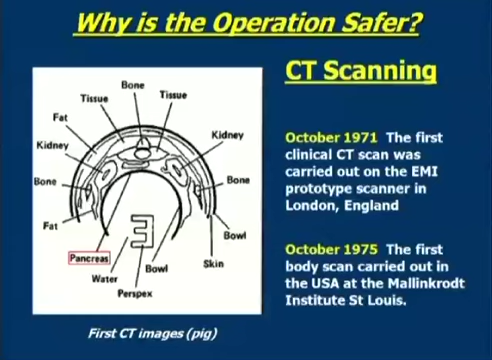 Why is the Operation Safer?
CT Scanning
Bone
Tissue
Tissue
Fat
Kidney
Kidney
Bone
Bone
Fat
Bowl
Pancreas
Skin
Water
Bowl
Perspex
E
First CT images (pig)
October 1971 The first
clinical CT scan was
carried out on the EMI
prototype scanner in
London, England
October 1975 The first
body scan carried out in
the USA at the Mallinkrodt
Institute St Louis.